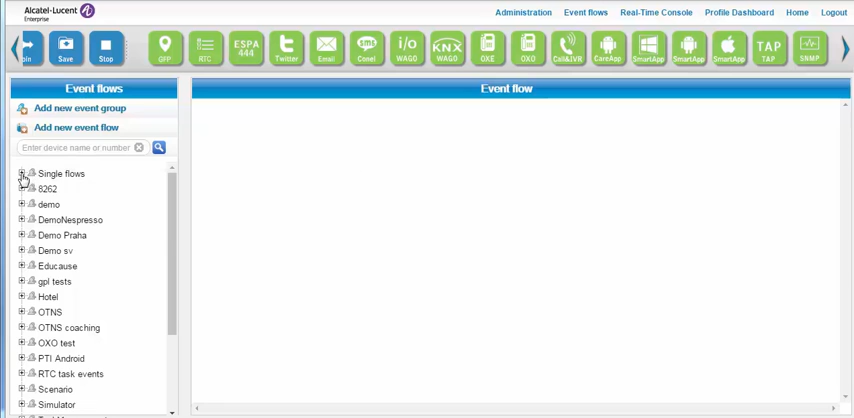 Alcatel-Lucent
Enterprise
Administration Event flows Real-Time Console Profile Dashboard Home Logout
Save Stop GPP RTC ESPA 444 Twitter Email sms Conel i/o WAGO KNX WAGO OXE OXO Call&IVR CareApp SmartApp SmartApp SmartApp TAP TAP SNMP
Event flows
Event flow
Add new event group
Add new event flow
Enter device name or number
Single flows
8262
demo
DemoNespresso
Demo Praha
Demo sv
Educause
gpl tests
Hotel
OTNS
OTNS coaching
OXO test
PTI Android
RTC task events
Scenario
Simulator